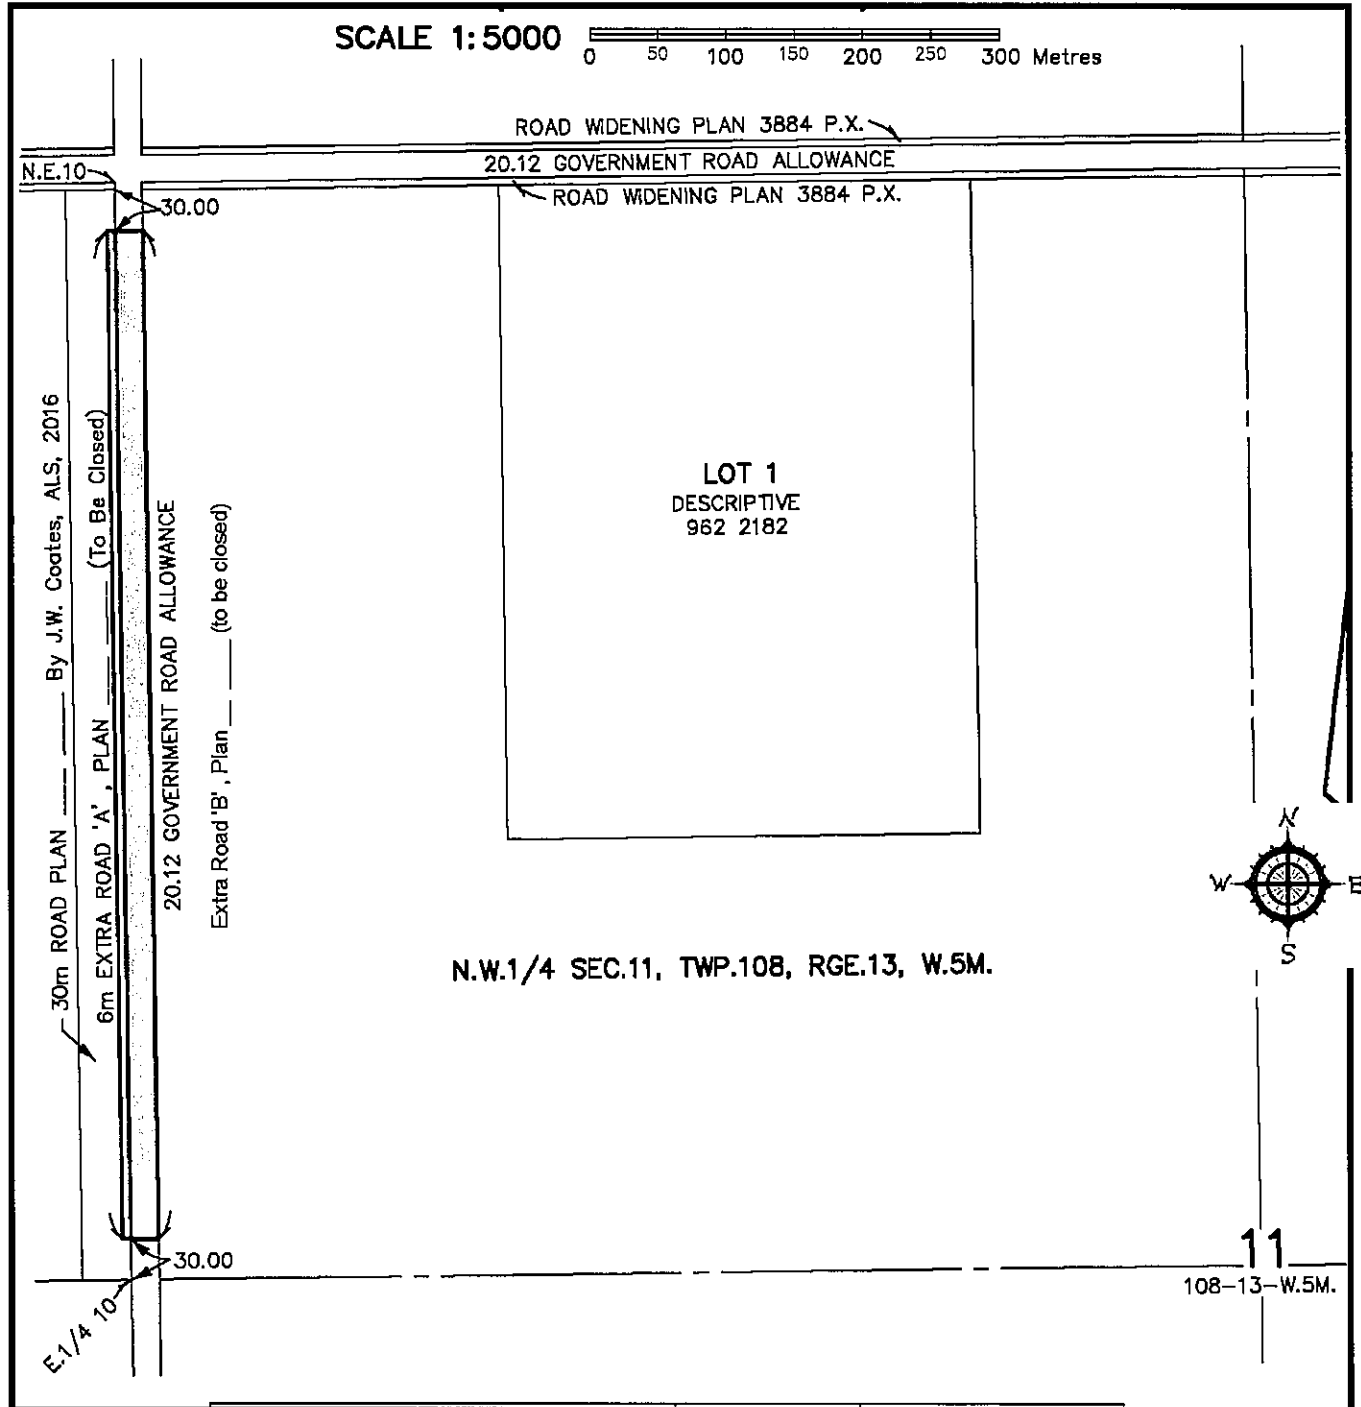 SCALE 1:5000
0 50 100 150 200 250 300 Metres
ROAD WIDENING PLAN 3884 P.X.
20.12 GOVERNMENT ROAD ALLOWANCE
N.E.10
ROAD WIDENING PLAN 3884 P.X.
30.00
30m ROAD PLAN ____ By J.W. Coates, ALS, 2016
6m EXTRA ROAD 'A', PLAN ____ (To Be Closed)
20.12 GOVERNMENT ROAD ALLOWANCE
Extra Road 'B', Plan __ ____ (to be closed)
LOT 1
DESCRIPTIVE
962 2182
N
W E
S
N.W.1/4 SEC.11, TWP.108, RGE.13, W.5M.
30.00
11
108-13-W.5M.
E.1/4 10